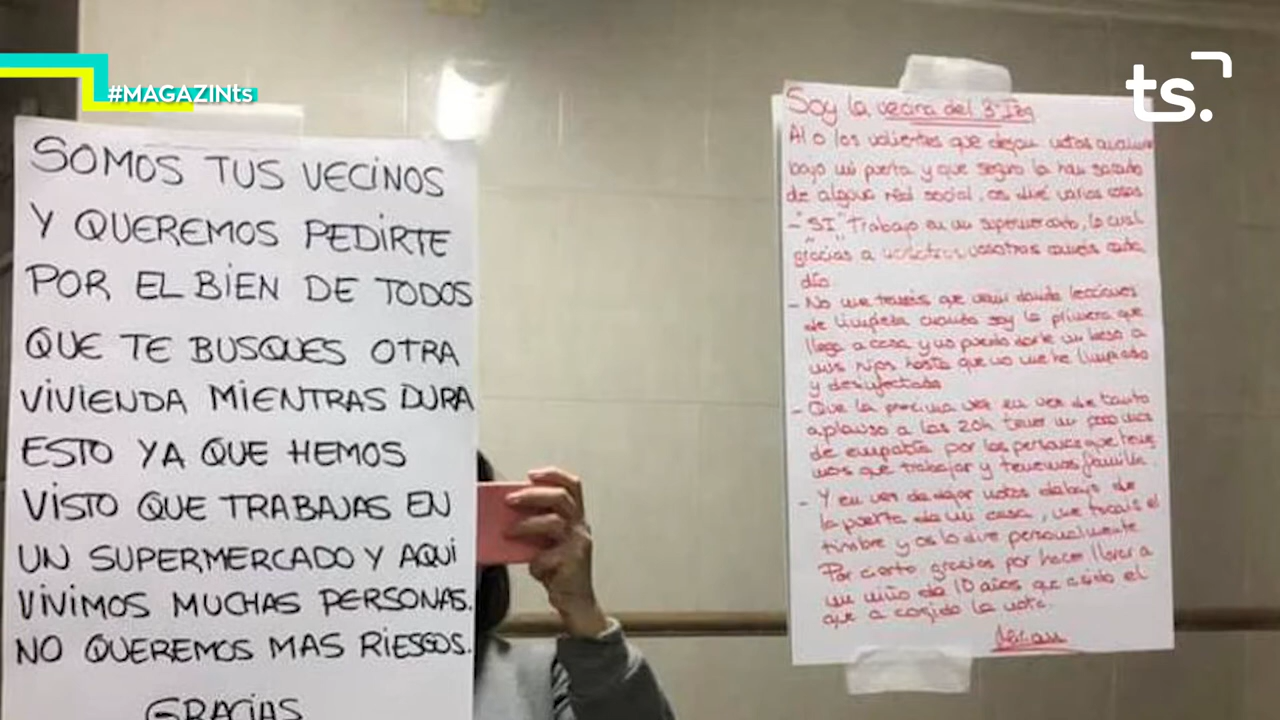 #MAGAZINts
ts.
SOMOS TUS VECINOS
Y QUEREMOS PEDIRTE
POR EL BIEN DE TODOS
QUE TE BUSQUES OTRA
VIVIENDA MIENTRAS DURA
ESTO YA QUE HEMOS
VISTO QUE TRABAJAS EN
UN SUPERMERCADO Y AQUÍ
VIVIMOS MUCHAS PERSONAS.
NO QUEREMOS MAS RIESGOS.
GRACIAS
Soy la vecina del 3º Izq
Al o los valientes que dejan notas
bajo mi puerta y que seguro la han sacado
de alguna red social, os diré varias cosas
- "SI" Trabajo en un supermercado, lo cual
gracias a vosotros/vosotras coméis cada
día
- No me traváis que venir dando lecciones
de limpieza cuando soy la primera que
llega a casa y no puedo darle un beso a
mis hijos hasta que no me he limpiado
y desinfectado
- Que la procima vez en vez de tanto
aplauso a las 20h tener un poco mas
de empatía por las personas que tene
mos que trabajar y tenemos familia.
- Y en vez de dejar notas debajo de
la puerta de mi casa, me tocais el
timbre y os lo dire personalmente
Por cierto gracias por hacer llorar a
un niño de 10 años que a sido el
que a cogido la nota.
Miriam